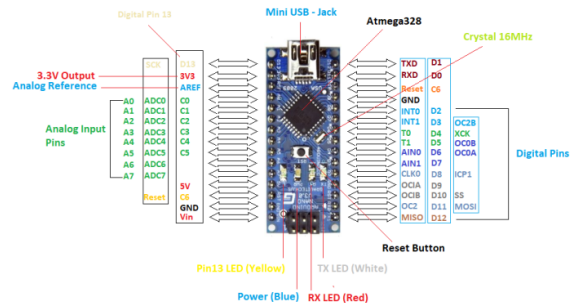 Digital Pin 13
Mini USB - Jack
Atmega328
Crystal 16MHz
SCK D13
3.3V Output 3V3
Analog Reference AREF
A0 ADC0 C0
A1 ADC1 C1
A2 ADC2 C2
A3 ADC3 C3
A4 ADC4 C4
A5 ADC5 C5
A6 ADC6
A7 ADC7
Analog Input
Pins
5V
Reset C6
GND
Vin
TXD D1
RXD D0
Reset C6
GND
INT0 D2
INT1 D3 OC2B
T0 D4 XCK
T1 D5 OC0B
AIN0 D6 OC0A
AIN1 D7
CLK0 D8 ICP1
OCIA D9
OCIB D10 SS
OC2 D11 MOSI
MISO D12
Digital Pins
Reset Button
Pin13 LED (Yellow)
TX LED (White)
Power (Blue)
RX LED (Red)